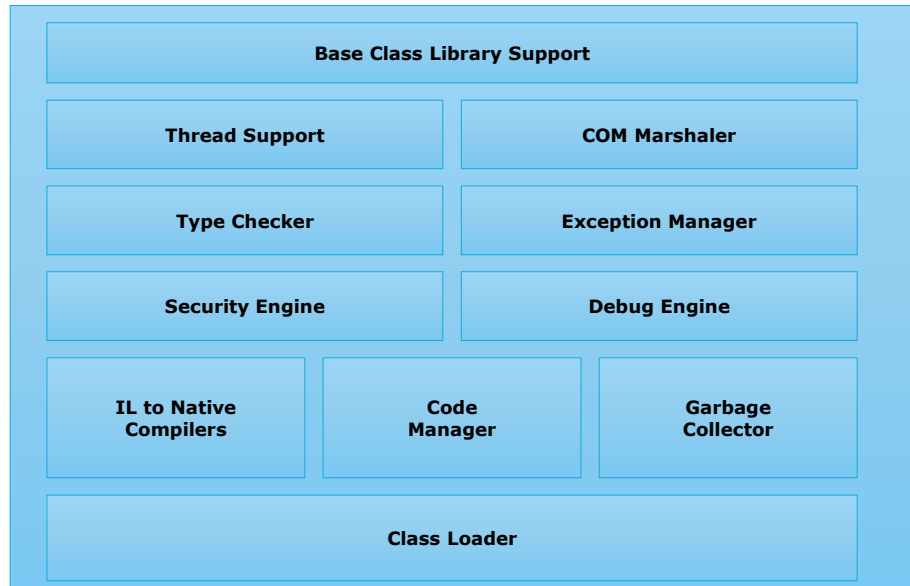 Base Class Library Support
Thread Support
COM Marshaler
Type Checker
Exception Manager
Security Engine
Debug Engine
IL to Native
Compilers
Code
Manager
Garbage
Collector
Class Loader